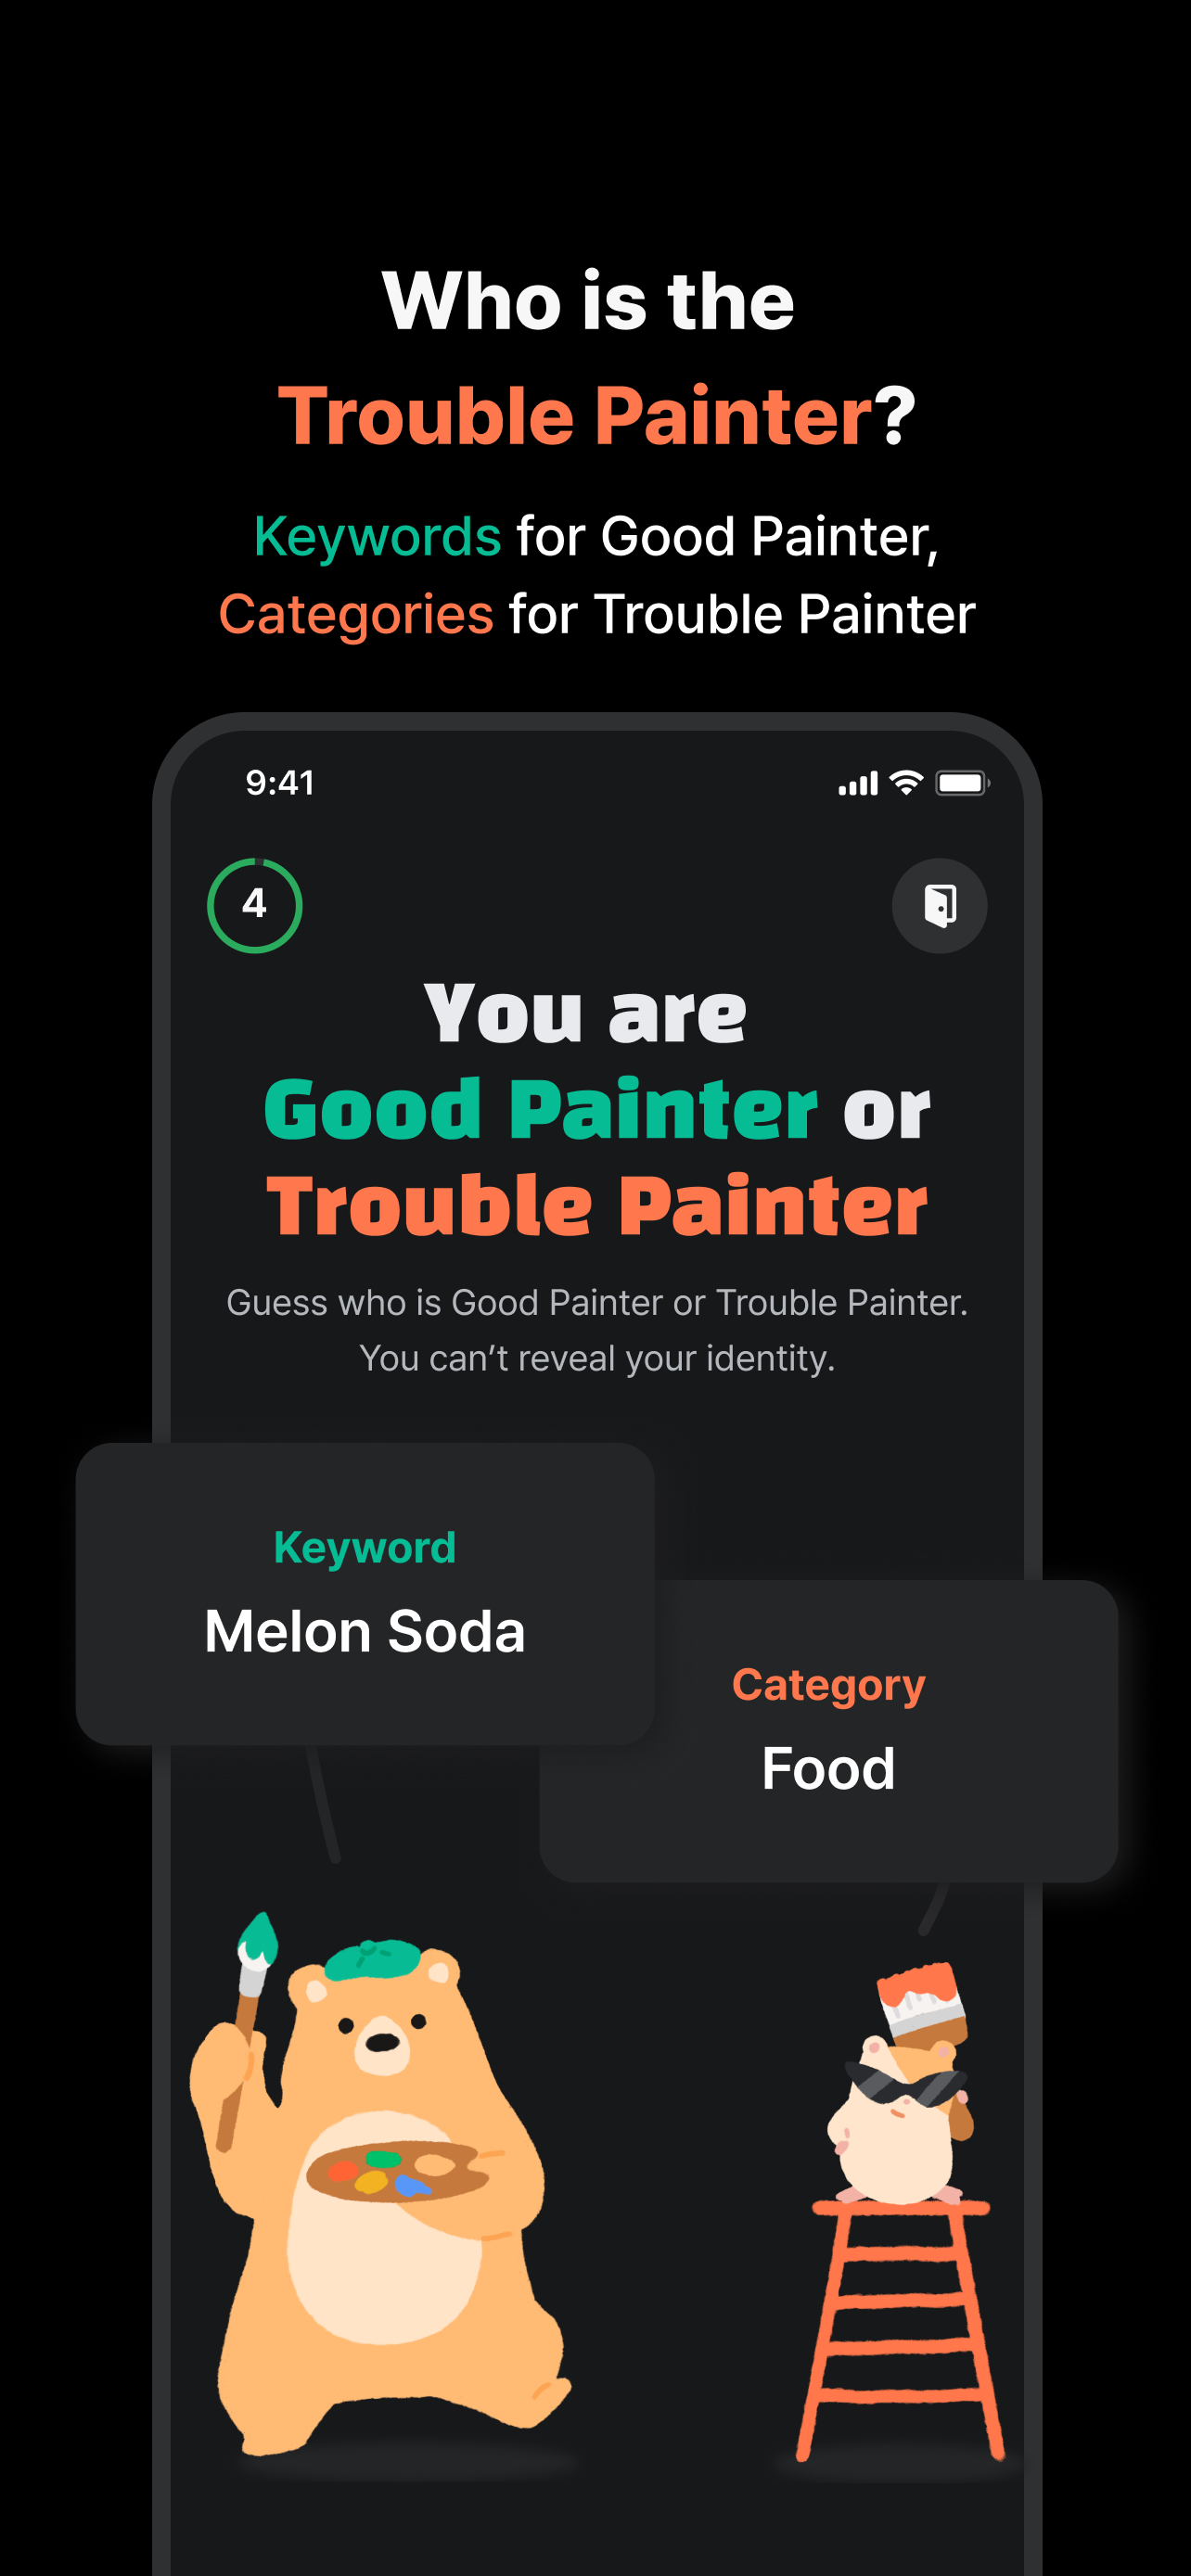 Who is the
Trouble Painter?
Keywords for Good Painter,
Categories for Trouble Painter
9:41
4
You are
Good Painter or
Trouble Painter
Guess who is Good Painter or Trouble Painter.
You can’t reveal your identity.
Keyword
Melon Soda
Category
Food